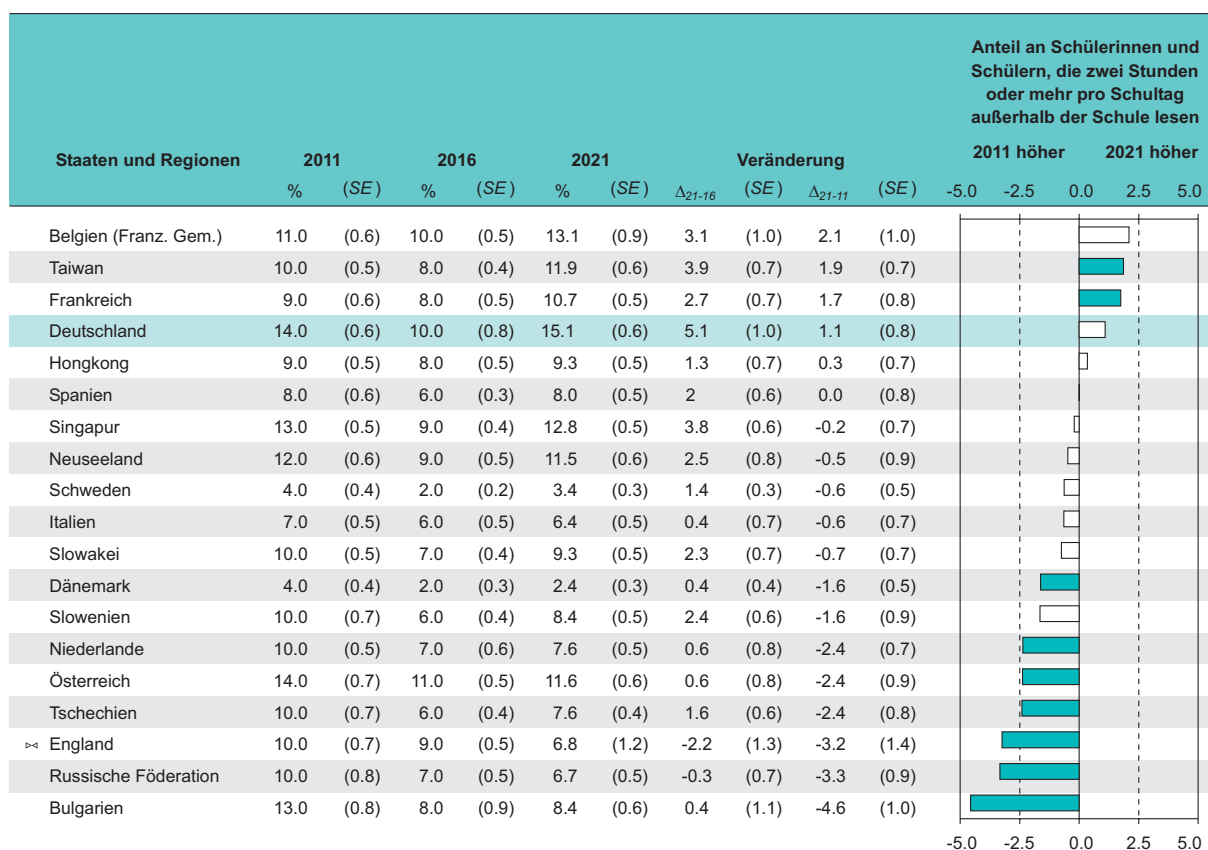 Anteil an Schülerinnen und
Schülern, die zwei Stunden
oder mehr pro Schultag
außerhalb der Schule lesen
Staaten und Regionen 2011 2016 2021 Veränderung 2011 höher 2021 höher
% (SE) % (SE) % (SE) Δ21-16 (SE) Δ21-11 (SE) -5.0 -2.5 0.0 2.5 5.0
Belgien (Franz. Gem.) 11.0 (0.6) 10.0 (0.5) 13.1 (0.9) 3.1 (1.0) 2.1 (1.0)
Taiwan 10.0 (0.5) 8.0 (0.4) 11.9 (0.6) 3.9 (0.7) 1.9 (0.7)
Frankreich 9.0 (0.6) 8.0 (0.5) 10.7 (0.5) 2.7 (0.7) 1.7 (0.8)
Deutschland 14.0 (0.6) 10.0 (0.8) 15.1 (0.6) 5.1 (1.0) 1.1 (0.8)
Hongkong 9.0 (0.5) 8.0 (0.5) 9.3 (0.5) 1.3 (0.7) 0.3 (0.7)
Spanien 8.0 (0.6) 6.0 (0.3) 8.0 (0.5) 2 (0.6) 0.0 (0.8)
Singapur 13.0 (0.5) 9.0 (0.4) 12.8 (0.5) 3.8 (0.6) -0.2 (0.7)
Neuseeland 12.0 (0.6) 9.0 (0.5) 11.5 (0.6) 2.5 (0.8) -0.5 (0.9)
Schweden 4.0 (0.4) 2.0 (0.2) 3.4 (0.3) 1.4 (0.3) -0.6 (0.5)
Italien 7.0 (0.5) 6.0 (0.5) 6.4 (0.5) 0.4 (0.7) -0.6 (0.7)
Slowakei 10.0 (0.5) 7.0 (0.4) 9.3 (0.5) 2.3 (0.7) -0.7 (0.7)
Dänemark 4.0 (0.4) 2.0 (0.3) 2.4 (0.3) 0.4 (0.4) -1.6 (0.5)
Slowenien 10.0 (0.7) 6.0 (0.4) 8.4 (0.5) 2.4 (0.6) -1.6 (0.9)
Niederlande 10.0 (0.5) 7.0 (0.6) 7.6 (0.5) 0.6 (0.8) -2.4 (0.7)
Österreich 14.0 (0.7) 11.0 (0.5) 11.6 (0.6) 0.6 (0.8) -2.4 (0.9)
Tschechien 10.0 (0.7) 6.0 (0.4) 7.6 (0.4) 1.6 (0.6) -2.4 (0.8)
⋈ England 10.0 (0.7) 9.0 (0.5) 6.8 (1.2) -2.2 (1.3) -3.2 (1.4)
Russische Föderation 10.0 (0.8) 7.0 (0.5) 6.7 (0.5) -0.3 (0.7) -3.3 (0.9)
Bulgarien 13.0 (0.8) 8.0 (0.9) 8.4 (0.6) 0.4 (1.1) -4.6 (1.0)
-5.0 -2.5 0.0 2.5 5.0